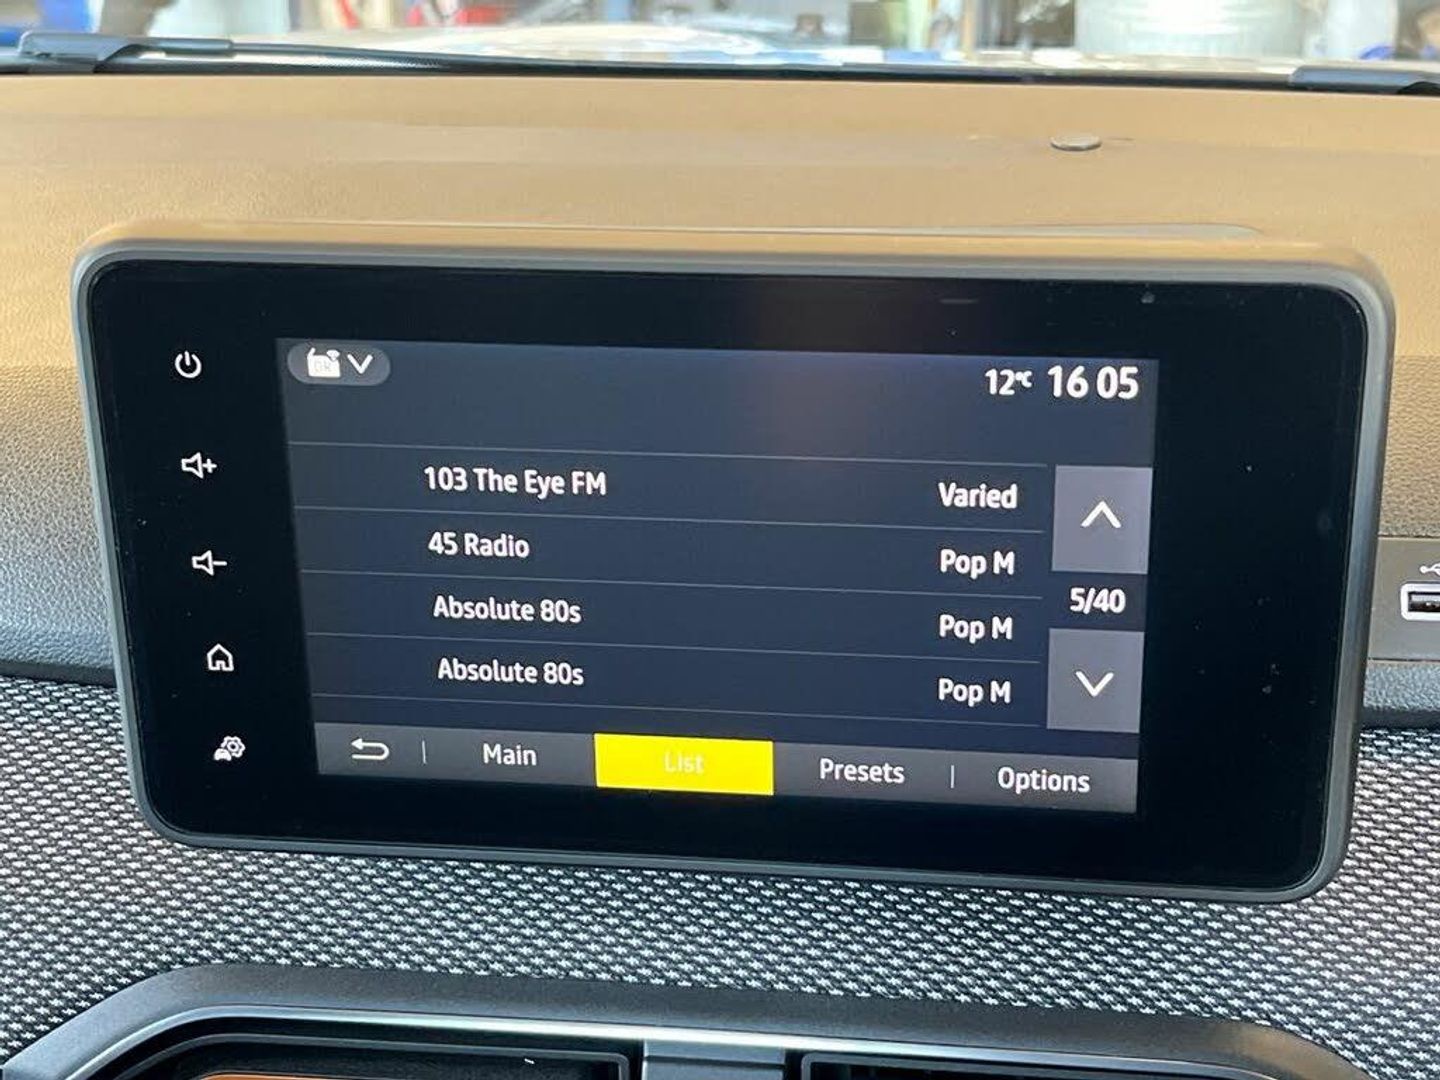 DR
12°C 16 05
103 The Eye FM Varied
45 Radio Pop M
Absolute 80s Pop M
5/40
Absolute 80s Pop M
Main List Presets Options